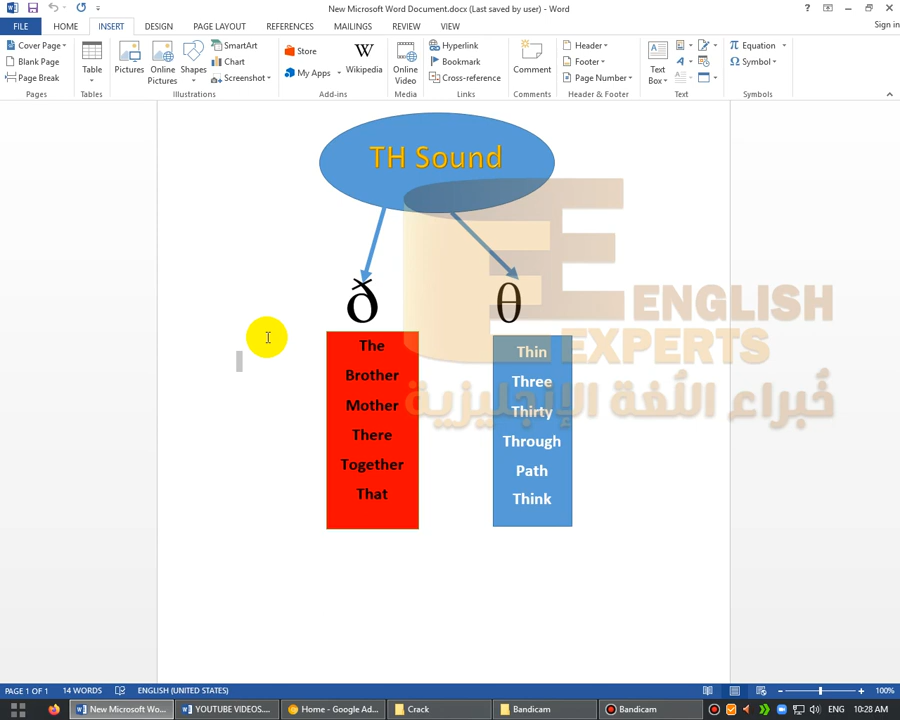 New Microsoft Word Document.docx (Last saved by user) - Word
FILE HOME INSERT DESIGN PAGE LAYOUT REFERENCES MAILINGS REVIEW VIEW Sign in
Cover Page
Blank Page
Page Break
Pages
Table
Tables
Pictures
Online Pictures
Shapes
SmartArt
Chart
Screenshot
Illustrations
Store
My Apps
W
Wikipedia
Add-ins
Online Video
Media
Hyperlink
Bookmark
Cross-reference
Links
Comment
Comments
Header
Footer
Page Number
Header & Footer
Text Box
Text
Equation
Symbol
Symbols
TH Sound
ð
θ
The
Brother
Mother
There
Together
That
Thin
Three
Thirty
Through
Path
Think
ENGLISH
EXPERTS
خُبراء اللُغة الإنجليزية
PAGE 1 OF 1 14 WORDS ENGLISH (UNITED STATES) 100%
New Microsoft Wo... YOUTUBE VIDEOS.... Home - Google Ad... Crack Bandicam Bandicam ENG 10:28 AM